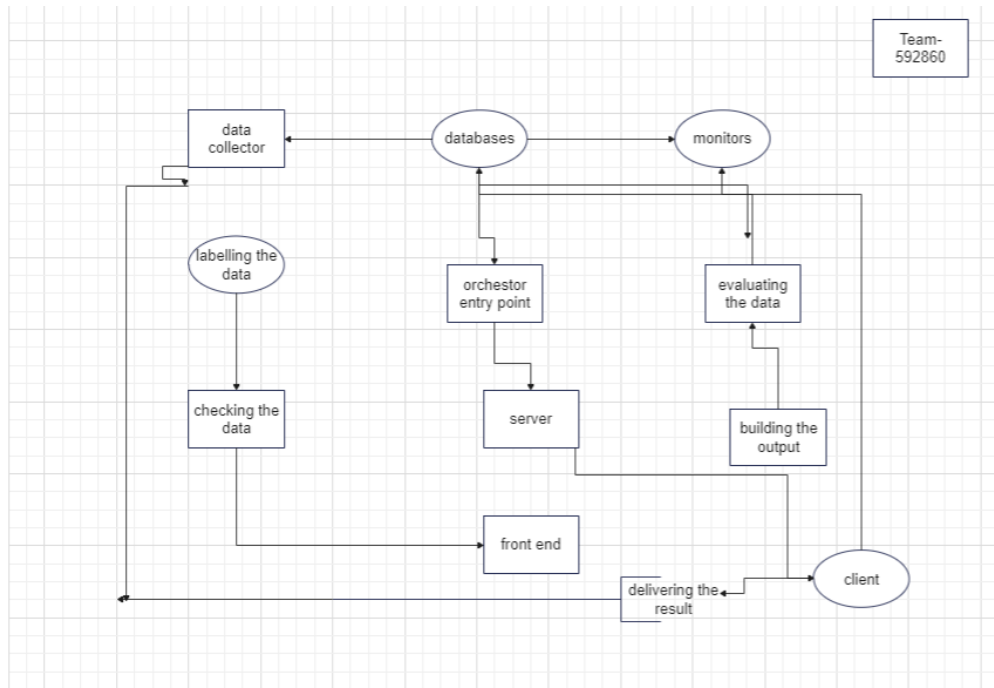 Team-
592860
data
collector
databases
monitors
labelling the
data
orchestor
entry point
evaluating
the data
checking the
data
server
building the
output
front end
delivering the
result
client